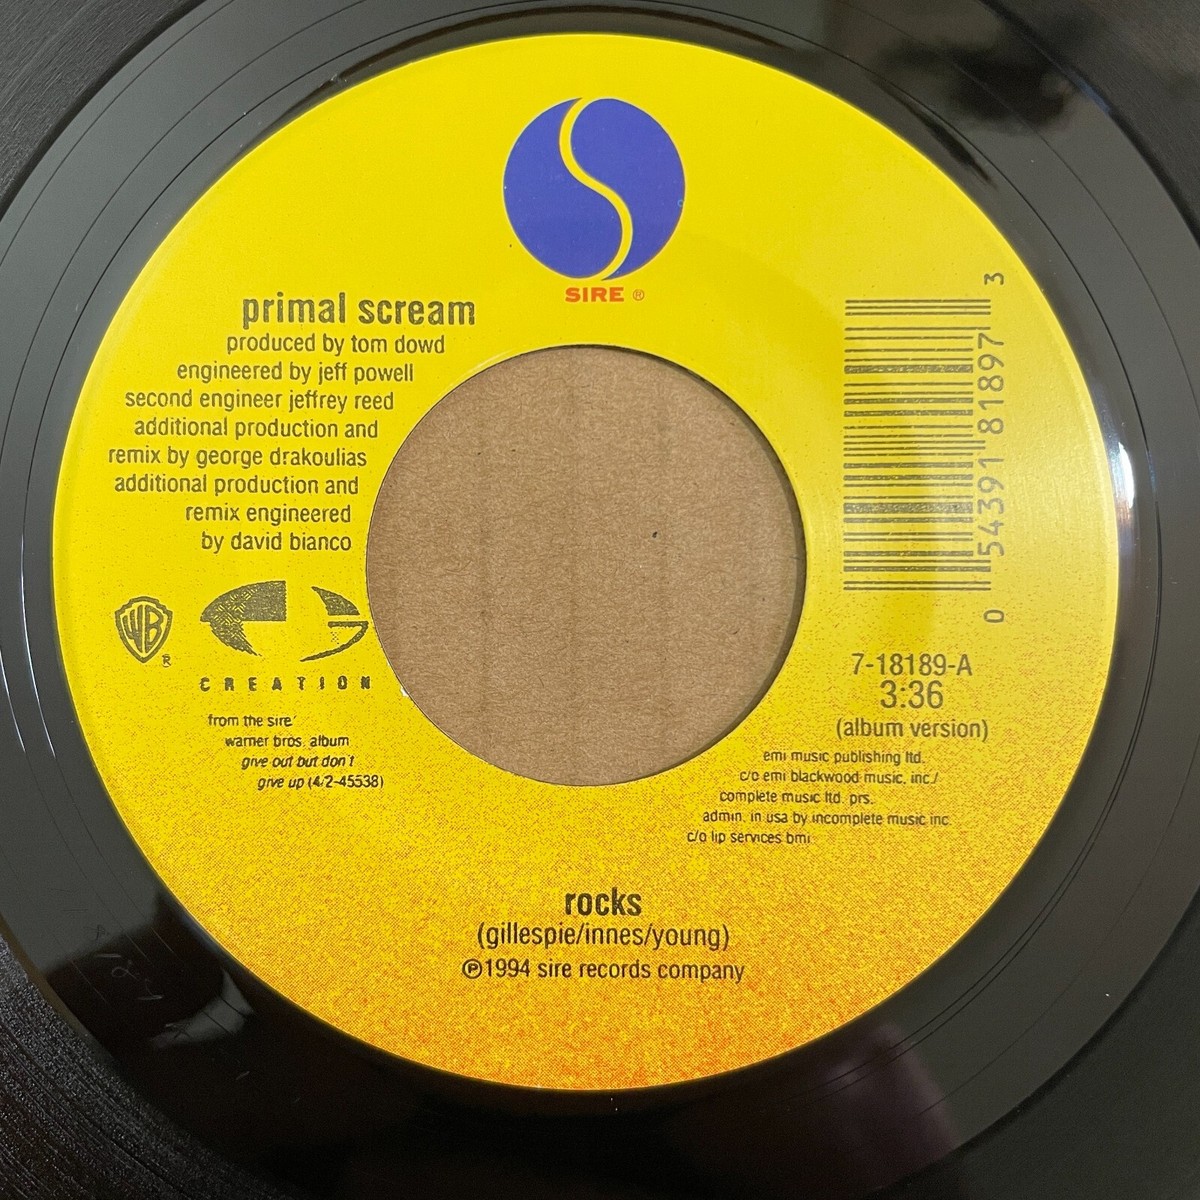 SIRE ®
primal scream
produced by tom dowd
engineered by jeff powell
second engineer jeffrey reed
additional production and
remix by george drakoulias
additional production and
remix engineered
by david bianco
WB
®
CREATION
from the sire/
warner bros. album
give out but don't
give up (4/2-45538)
0 54391 81897 3
7-18189-A
3:36
(album version)
emi music publishing ltd.
c/o emi blackwood music, inc./
complete music ltd. prs.
admin. in usa by incomplete music inc.
c/o lip services bmi
rocks
(gillespie/innes/young)
℗1994 sire records company